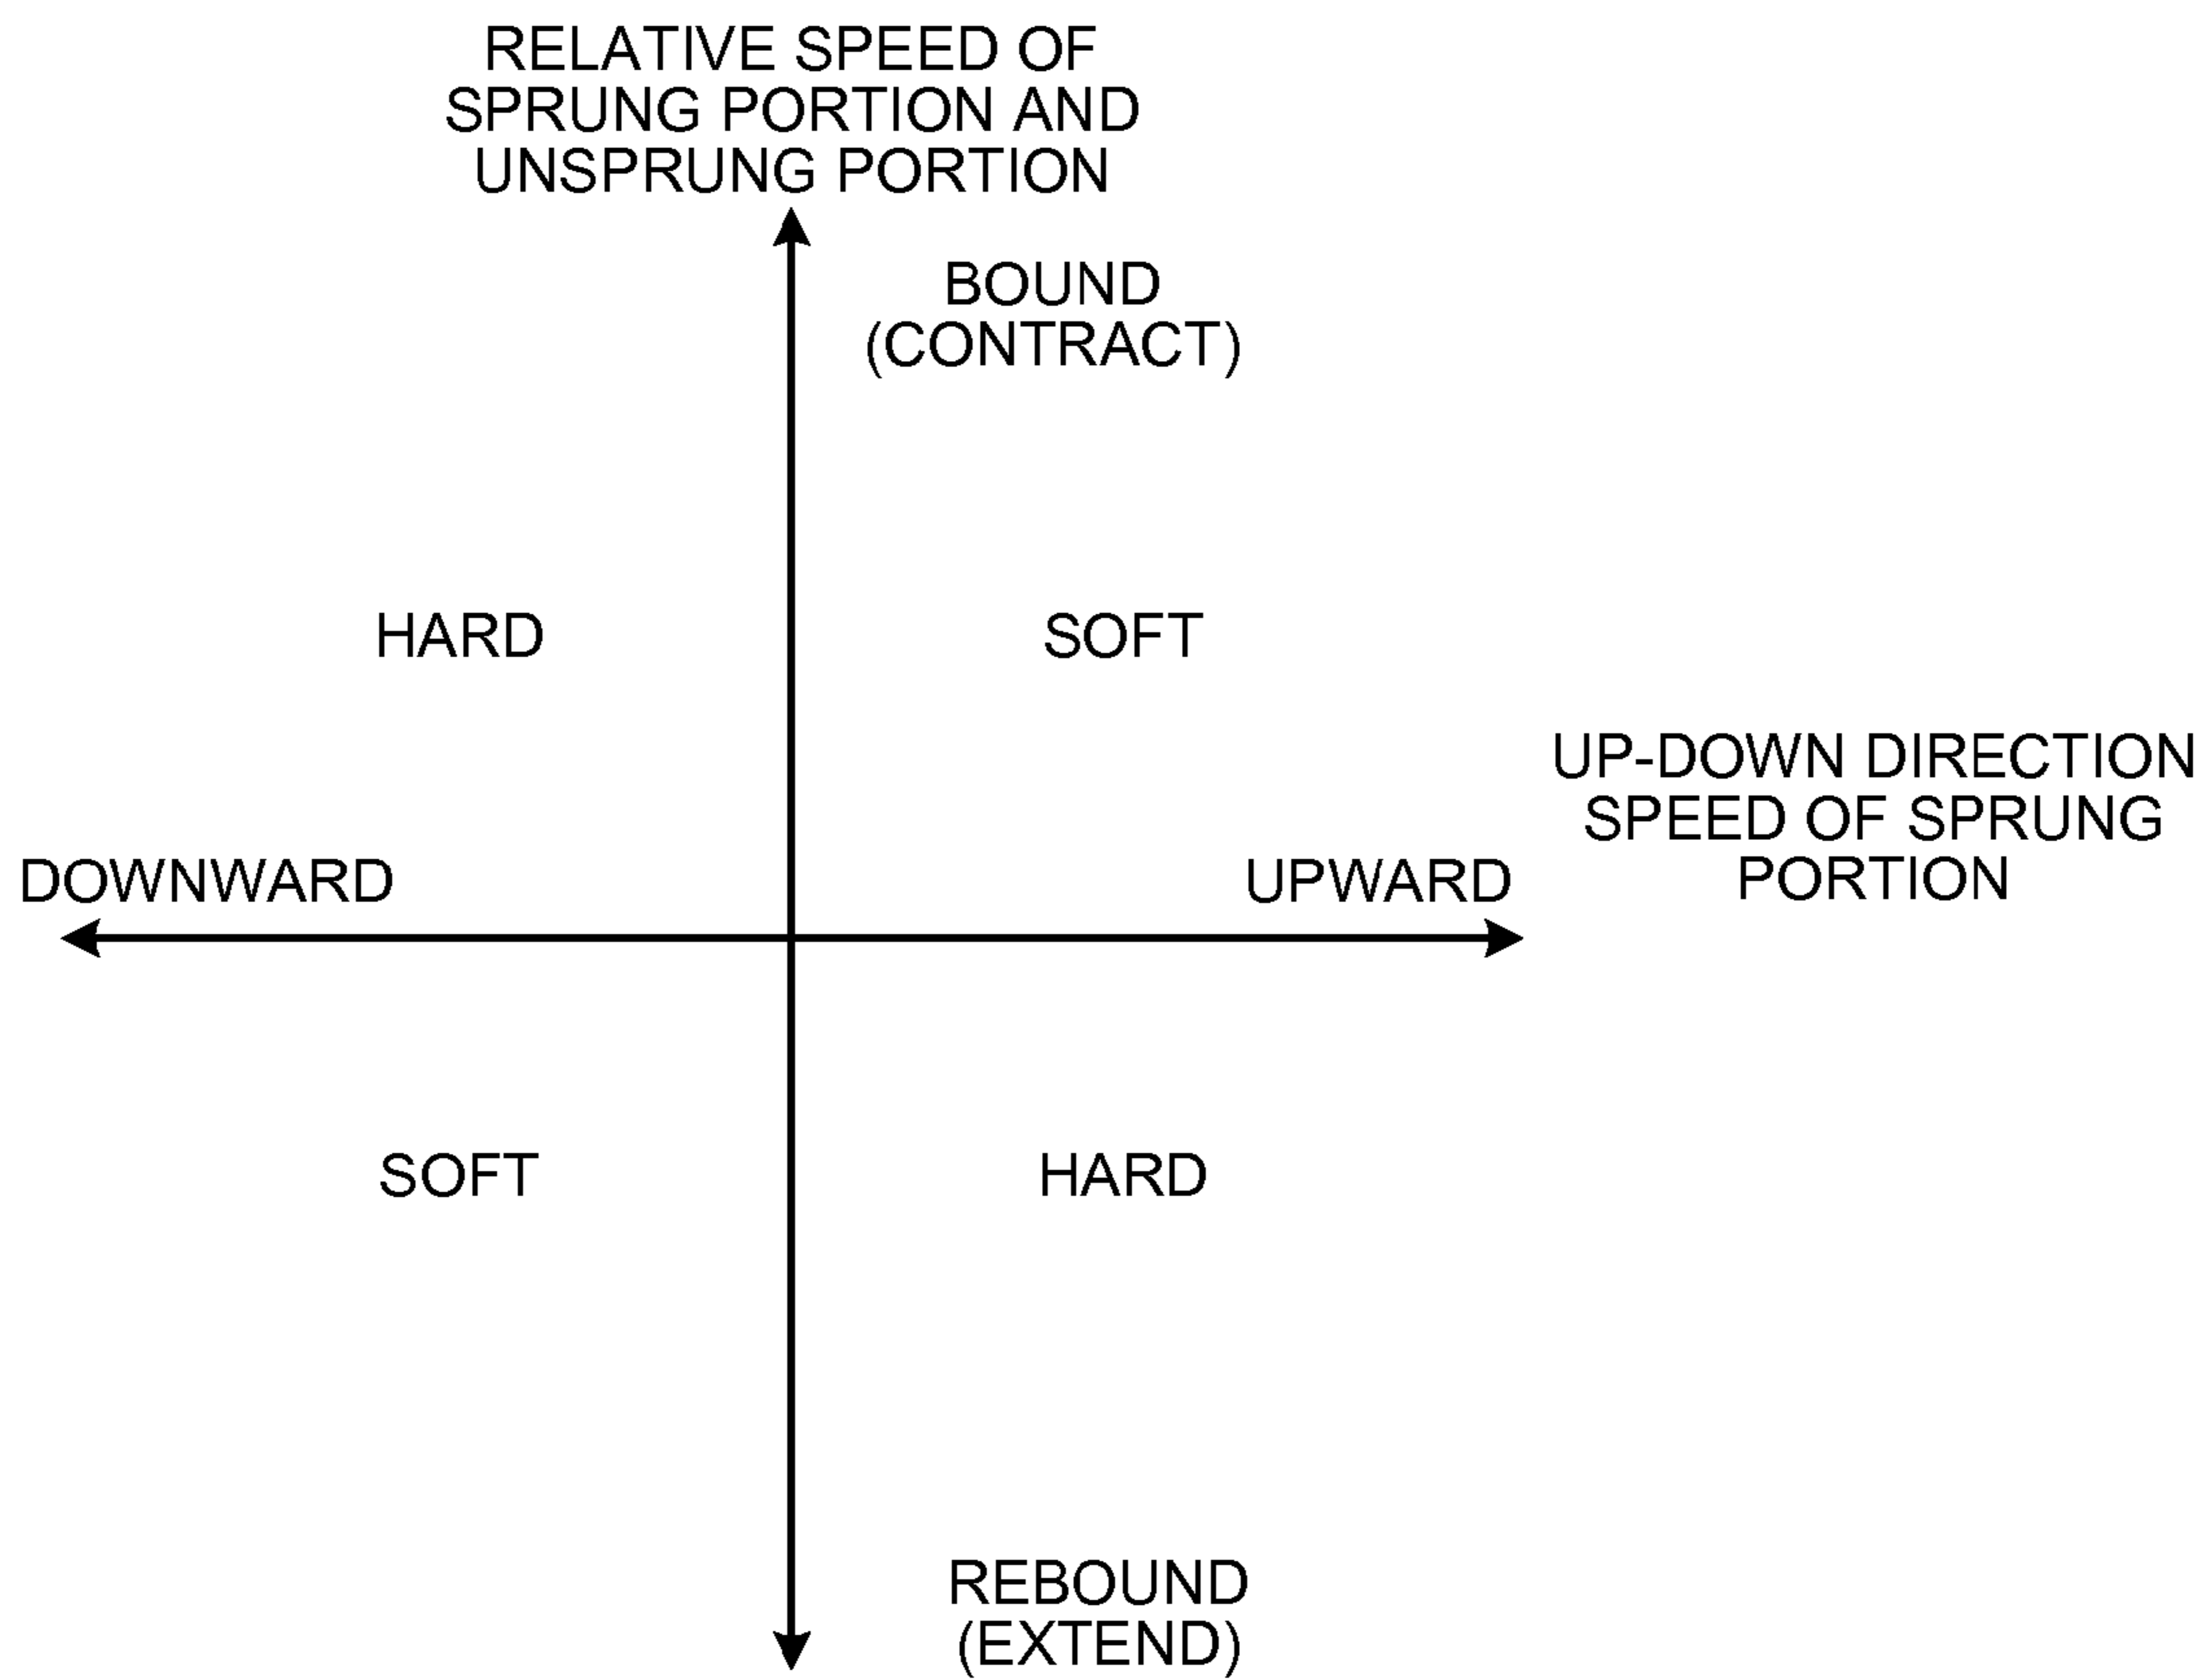 RELATIVE SPEED OF
SPRUNG PORTION AND
UNSPRUNG PORTION
BOUND
(CONTRACT)
HARD
SOFT
UP-DOWN DIRECTION
SPEED OF SPRUNG
PORTION
DOWNWARD
UPWARD
SOFT
HARD
REBOUND
(EXTEND)